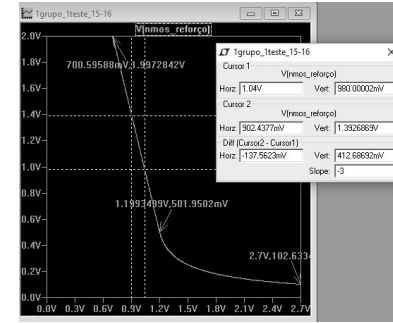 1grupo_1teste_15-16
V[nmos_reforço]
2.0V
1.8V
1.6V
1.4V
1.2V
1.0V
0.8V
0.6V
0.4V
0.2V
0.0V
700.59588mV,1.9972842V
1.1993499V,501.9502mV
2.7V,102.633
0.0V 0.3V 0.6V 0.9V 1.2V 1.5V 1.8V 2.1V 2.4V 2.7V
1grupo_1teste_15-16
Cursor 1
V(nmos_reforço)
Horz: 1.04V Vert: 980.00002mV
Cursor 2
V(nmos_reforço)
Horz: 902.4377mV Vert: 1.3926869V
Diff (Cursor2 - Cursor1)
Horz: -137.5623mV Vert: 412.68692mV
Slope: -3